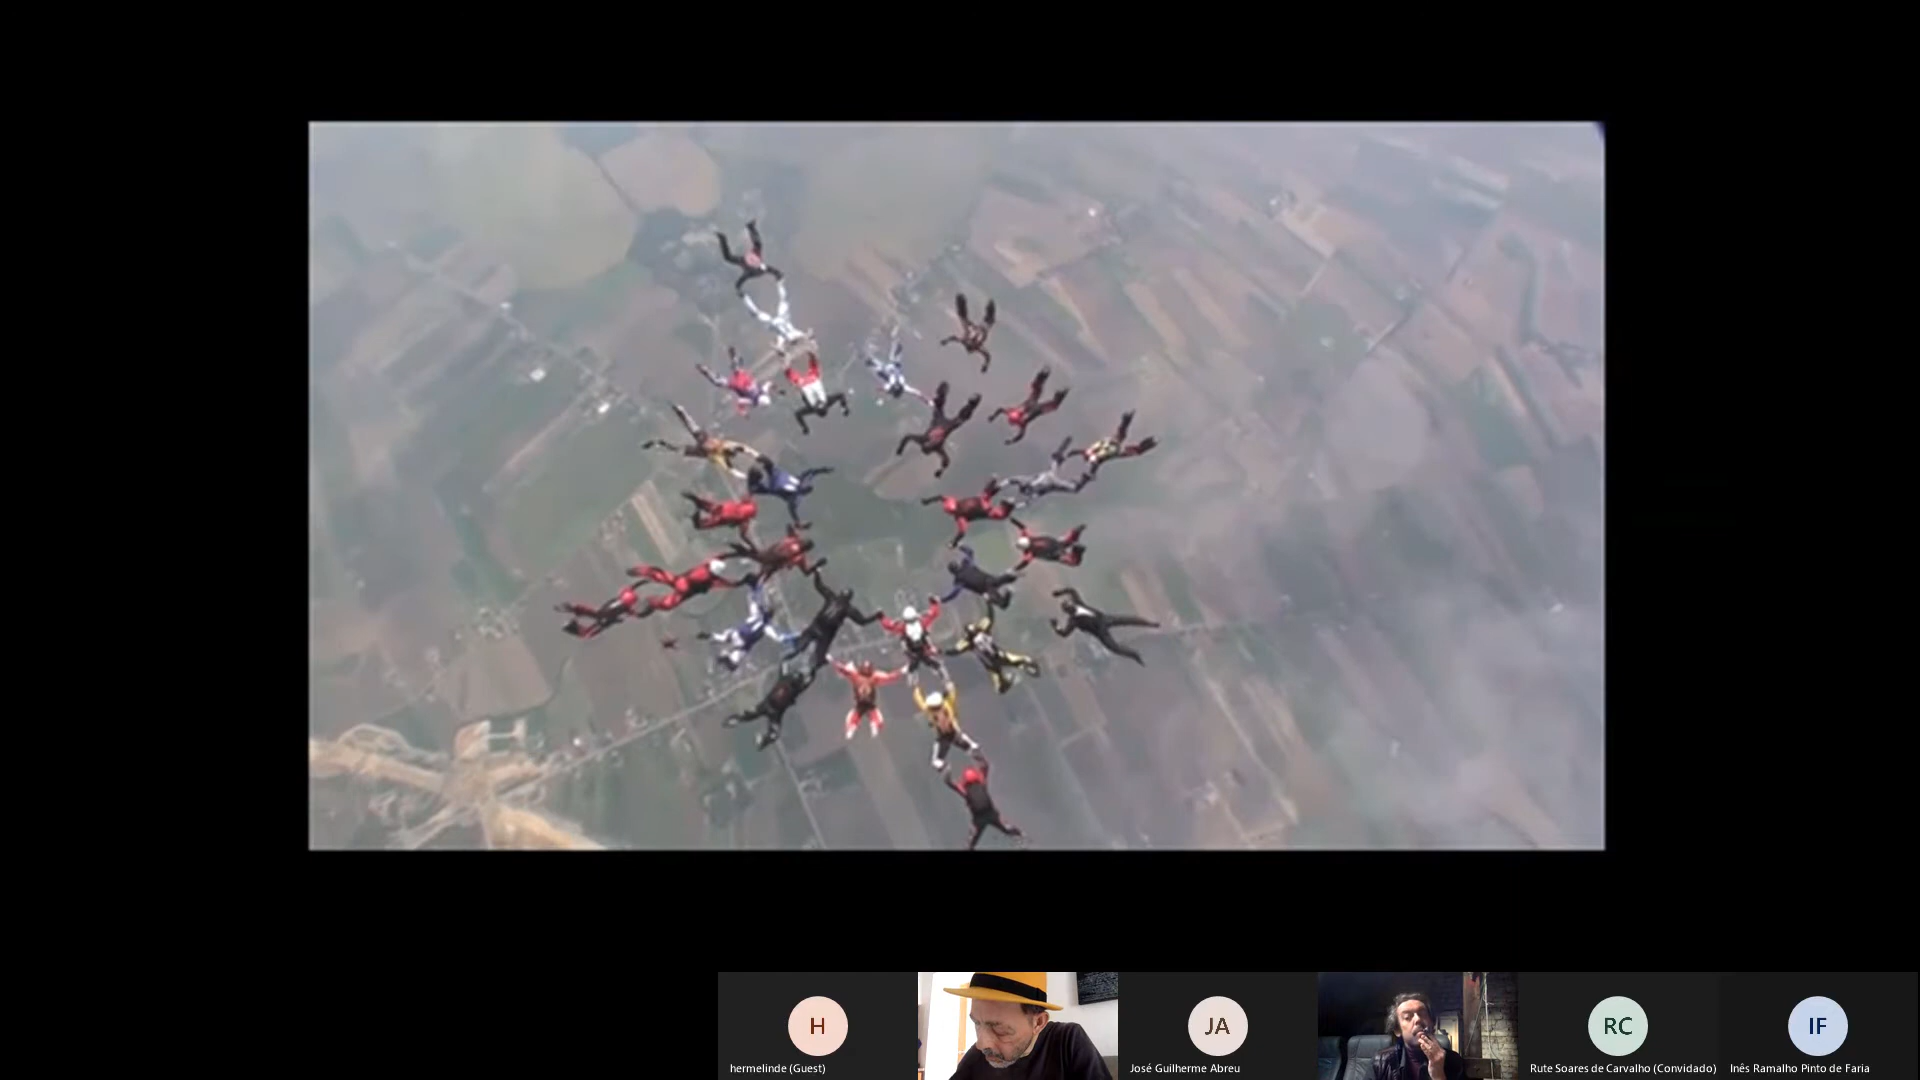 H
JA
RC
IF
hermelinde (Guest)
José Guilherme Abreu
Rute Soares de Carvalho (Convidado)
Inês Ramalho Pinto de Faria